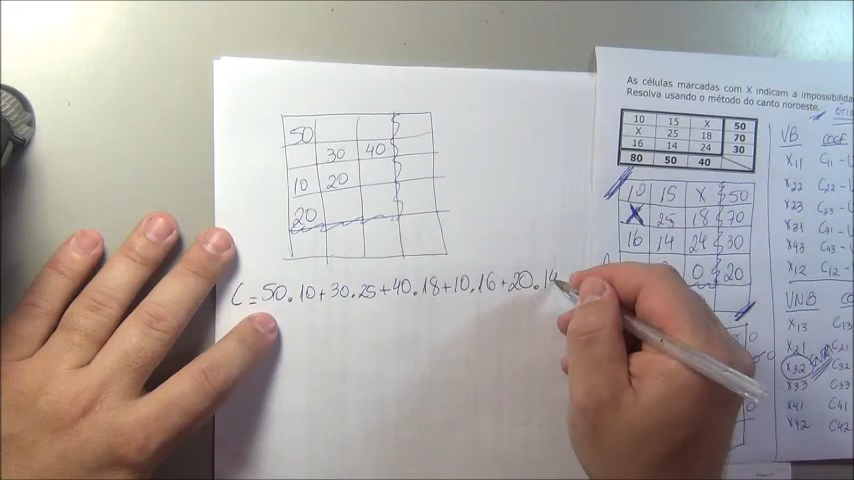 As células marcadas com X indicam a impossibilida
Resolva usando o método do canto noroeste.
10 15 X 50
X 25 18 70
16 14 24 30
80 50 40
10 15 X 50
X 25 18 70
16 14 24 30
0 20
50
30 40
10 20
20
C = 50.10+30.25+40.18+10.16+20.14
VB COEF
X11 C11 - U
X22 C22 -
X23 C23 -
X31 C31 - U
X43 C43 - U
X12 C12 -
VNB CO
X13 C13
X21 C21
X32 C32
X33 C33
X41 C41
X42 C42